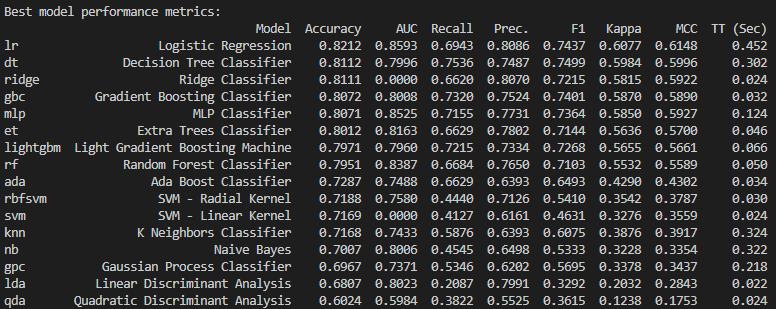 Best model performance metrics:
Model Accuracy AUC Recall Prec. F1 Kappa MCC TT (Sec)
lr Logistic Regression 0.8212 0.8593 0.6943 0.8086 0.7437 0.6077 0.6148 0.452
dt Decision Tree Classifier 0.8112 0.7996 0.7536 0.7487 0.7499 0.5984 0.5996 0.302
ridge Ridge Classifier 0.8111 0.0000 0.6620 0.8070 0.7215 0.5815 0.5922 0.024
gbc Gradient Boosting Classifier 0.8072 0.8008 0.7320 0.7524 0.7401 0.5870 0.5890 0.032
mlp MLP Classifier 0.8071 0.8525 0.7155 0.7731 0.7364 0.5850 0.5927 0.124
et Extra Trees Classifier 0.8012 0.8163 0.6629 0.7802 0.7144 0.5636 0.5700 0.046
lightgbm Light Gradient Boosting Machine 0.7971 0.7960 0.7215 0.7334 0.7268 0.5655 0.5661 0.066
rf Random Forest Classifier 0.7951 0.8387 0.6684 0.7650 0.7103 0.5532 0.5589 0.050
ada Ada Boost Classifier 0.7287 0.7488 0.6629 0.6393 0.6493 0.4290 0.4302 0.034
rbfsvm SVM - Radial Kernel 0.7188 0.7580 0.4440 0.7126 0.5410 0.3542 0.3787 0.030
svm SVM - Linear Kernel 0.7169 0.0000 0.4127 0.6161 0.4631 0.3276 0.3559 0.024
knn K Neighbors Classifier 0.7168 0.7433 0.5876 0.6393 0.6075 0.3876 0.3917 0.324
nb Naive Bayes 0.7007 0.8006 0.4545 0.6498 0.5333 0.3228 0.3354 0.322
gpc Gaussian Process Classifier 0.6967 0.7371 0.5346 0.6202 0.5695 0.3378 0.3437 0.218
lda Linear Discriminant Analysis 0.6807 0.8023 0.2087 0.7991 0.3292 0.2032 0.2843 0.022
qda Quadratic Discriminant Analysis 0.6024 0.5984 0.3822 0.5525 0.3615 0.1238 0.1753 0.024